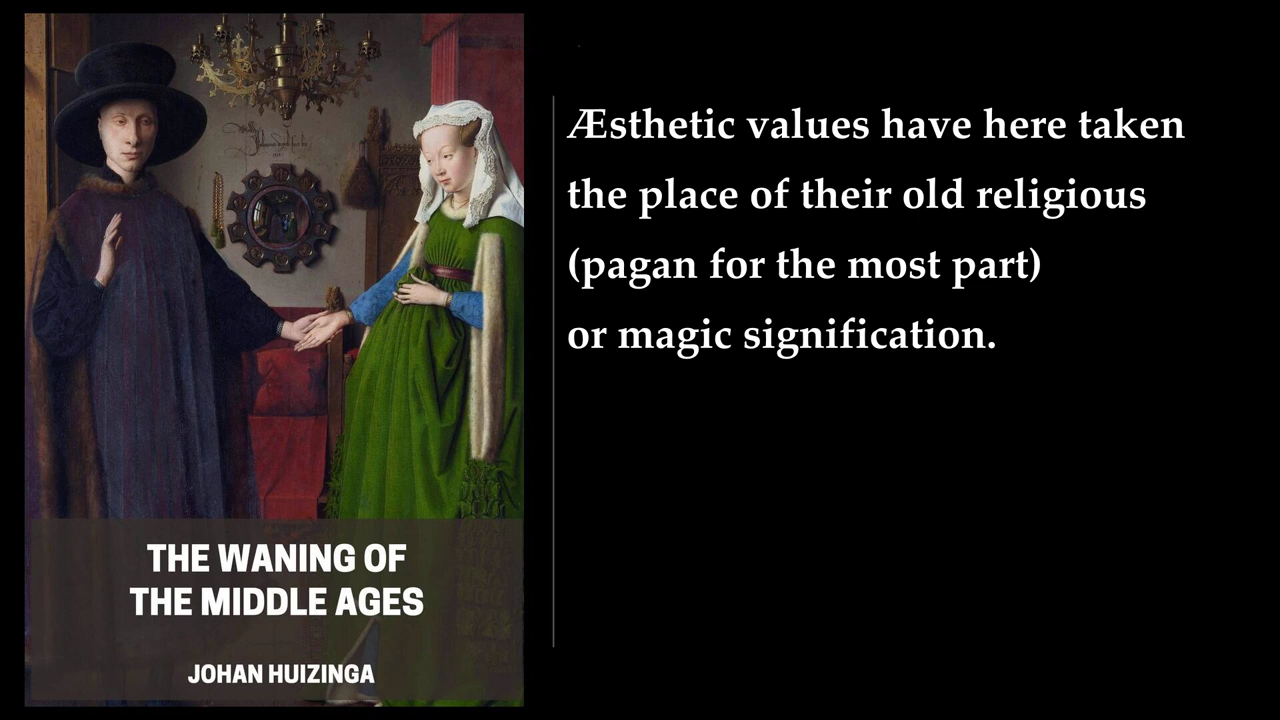 THE WANING OF
THE MIDDLE AGES
JOHAN HUIZINGA
Æsthetic values have here taken
the place of their old religious
(pagan for the most part)
or magic signification.